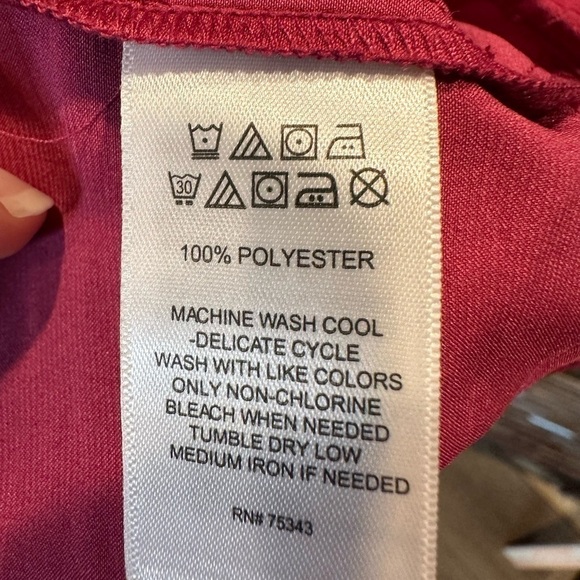 30
100% POLYESTER
MACHINE WASH COOL
-DELICATE CYCLE
WASH WITH LIKE COLORS
ONLY NON-CHLORINE
BLEACH WHEN NEEDED
TUMBLE DRY LOW
MEDIUM IRON IF NEEDED
RN# 75343